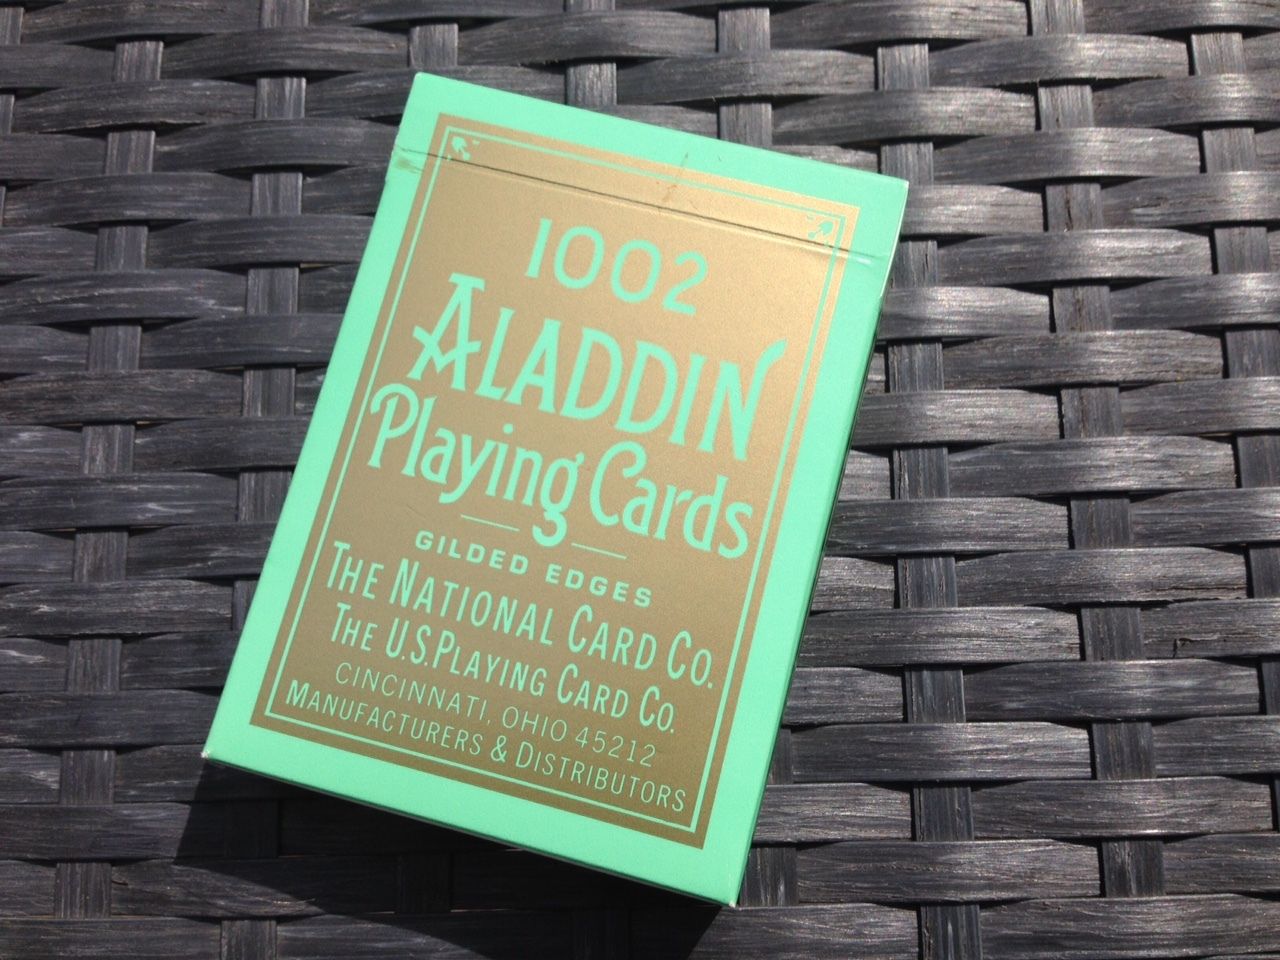 1002
ALADDIN
Playing Cards
GILDED EDGES
THE NATIONAL CARD CO.
THE U.S. PLAYING CARD CO.
CINCINNATI, OHIO 45212
MANUFACTURERS & DISTRIBUTORS